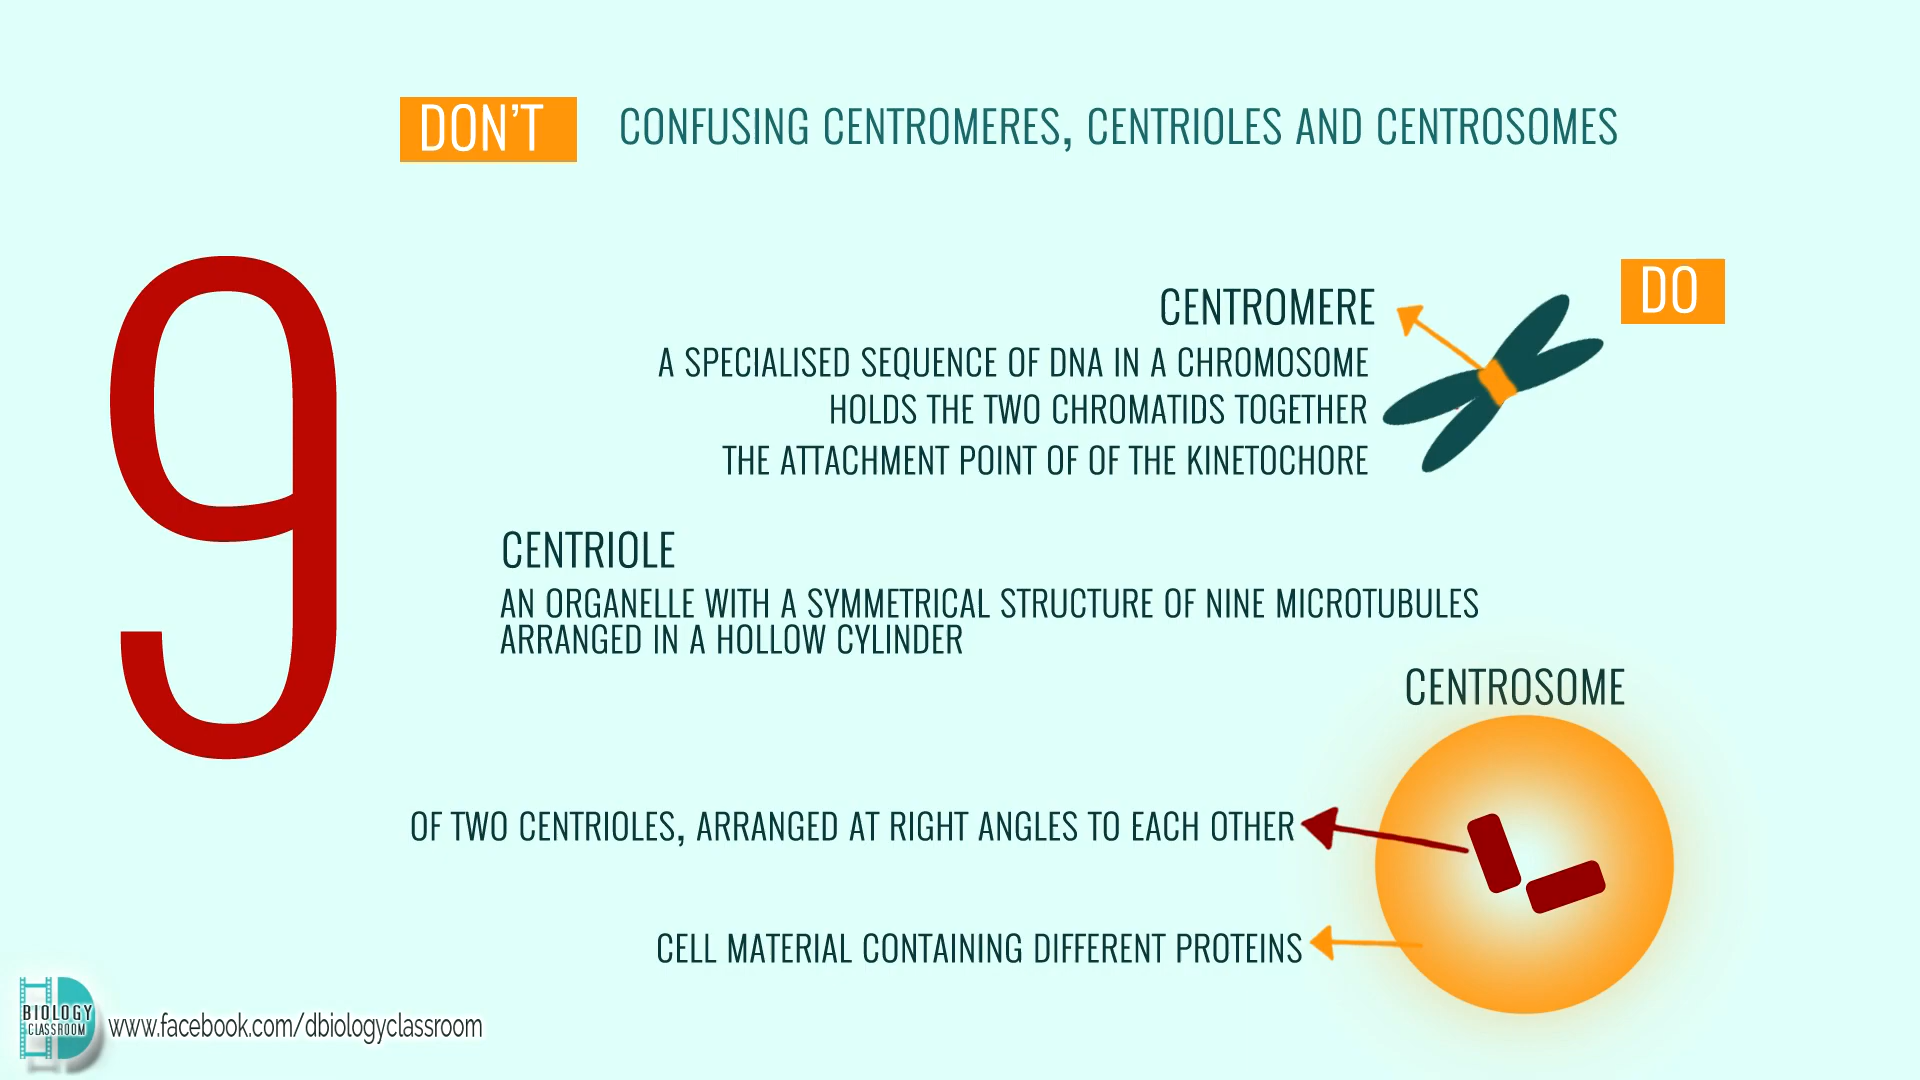 DON'T CONFUSING CENTROMERES, CENTRIOLES AND CENTROSOMES
9
DO
CENTROMERE
A SPECIALISED SEQUENCE OF DNA IN A CHROMOSOME
HOLDS THE TWO CHROMATIDS TOGETHER
THE ATTACHMENT POINT OF OF THE KINETOCHORE
CENTRIOLE
AN ORGANELLE WITH A SYMMETRICAL STRUCTURE OF NINE MICROTUBULES
ARRANGED IN A HOLLOW CYLINDER
CENTROSOME
OF TWO CENTRIOLES, ARRANGED AT RIGHT ANGLES TO EACH OTHER
CELL MATERIAL CONTAINING DIFFERENT PROTEINS
BIOLOGY
CLASSROOM
www.facebook.com/dbiologyclassroom